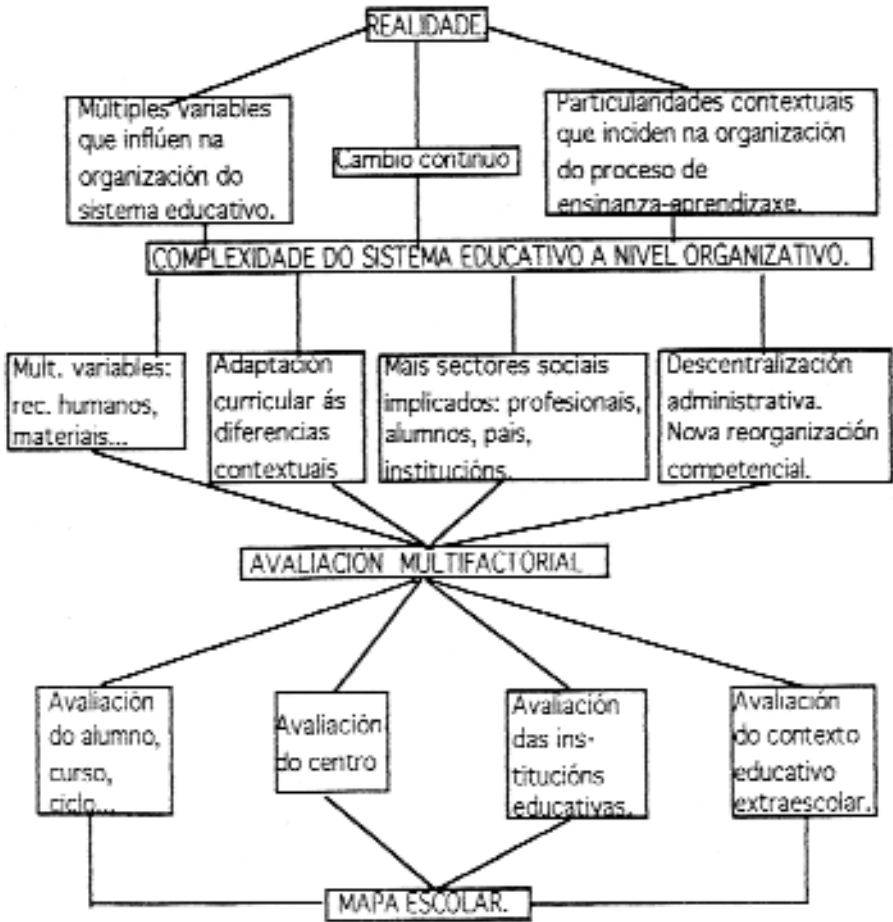 REALIDADE.
Múltiples variables
que inflúen na
organización do
sistema educativo.
Cambio continuo
Particularidades contextuais
que inciden na organización
do proceso de
ensinanza-aprendizaxe.
COMPLEXIDADE DO SISTEMA EDUCATIVO A NIVEL ORGANIZATIVO.
Mult. variables:
rec. humanos,
materiais...
Adaptación
curricular ás
diferencias
contextuais
Mais sectores sociais
implicados: profesionais,
alumnos, pais,
institucións.
Descentralización
administrativa.
Nova reorganización
competencial.
AVALIACIÓN MULTIFACTORIAL
Avaliación
do alumno,
curso,
ciclo...
Avaliación
do centro
Avaliación
das ins-
titucións
educativas.
Avaliación
do contexto
educativo
extraescolar.
MAPA ESCOLAR.